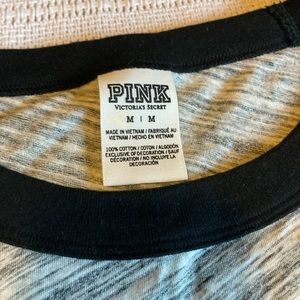 PINK
VICTORIA'S SECRET
M | M
MADE IN VIETNAM / FABRIQUÉ AU
VIETNAM / HECHO EN VIETNAM
100% COTTON / COTON / ALGODÓN
EXCLUSIVE OF DECORATION / SAUF
DÉCORATION / NO INCLUYE LA
DECORACIÓN